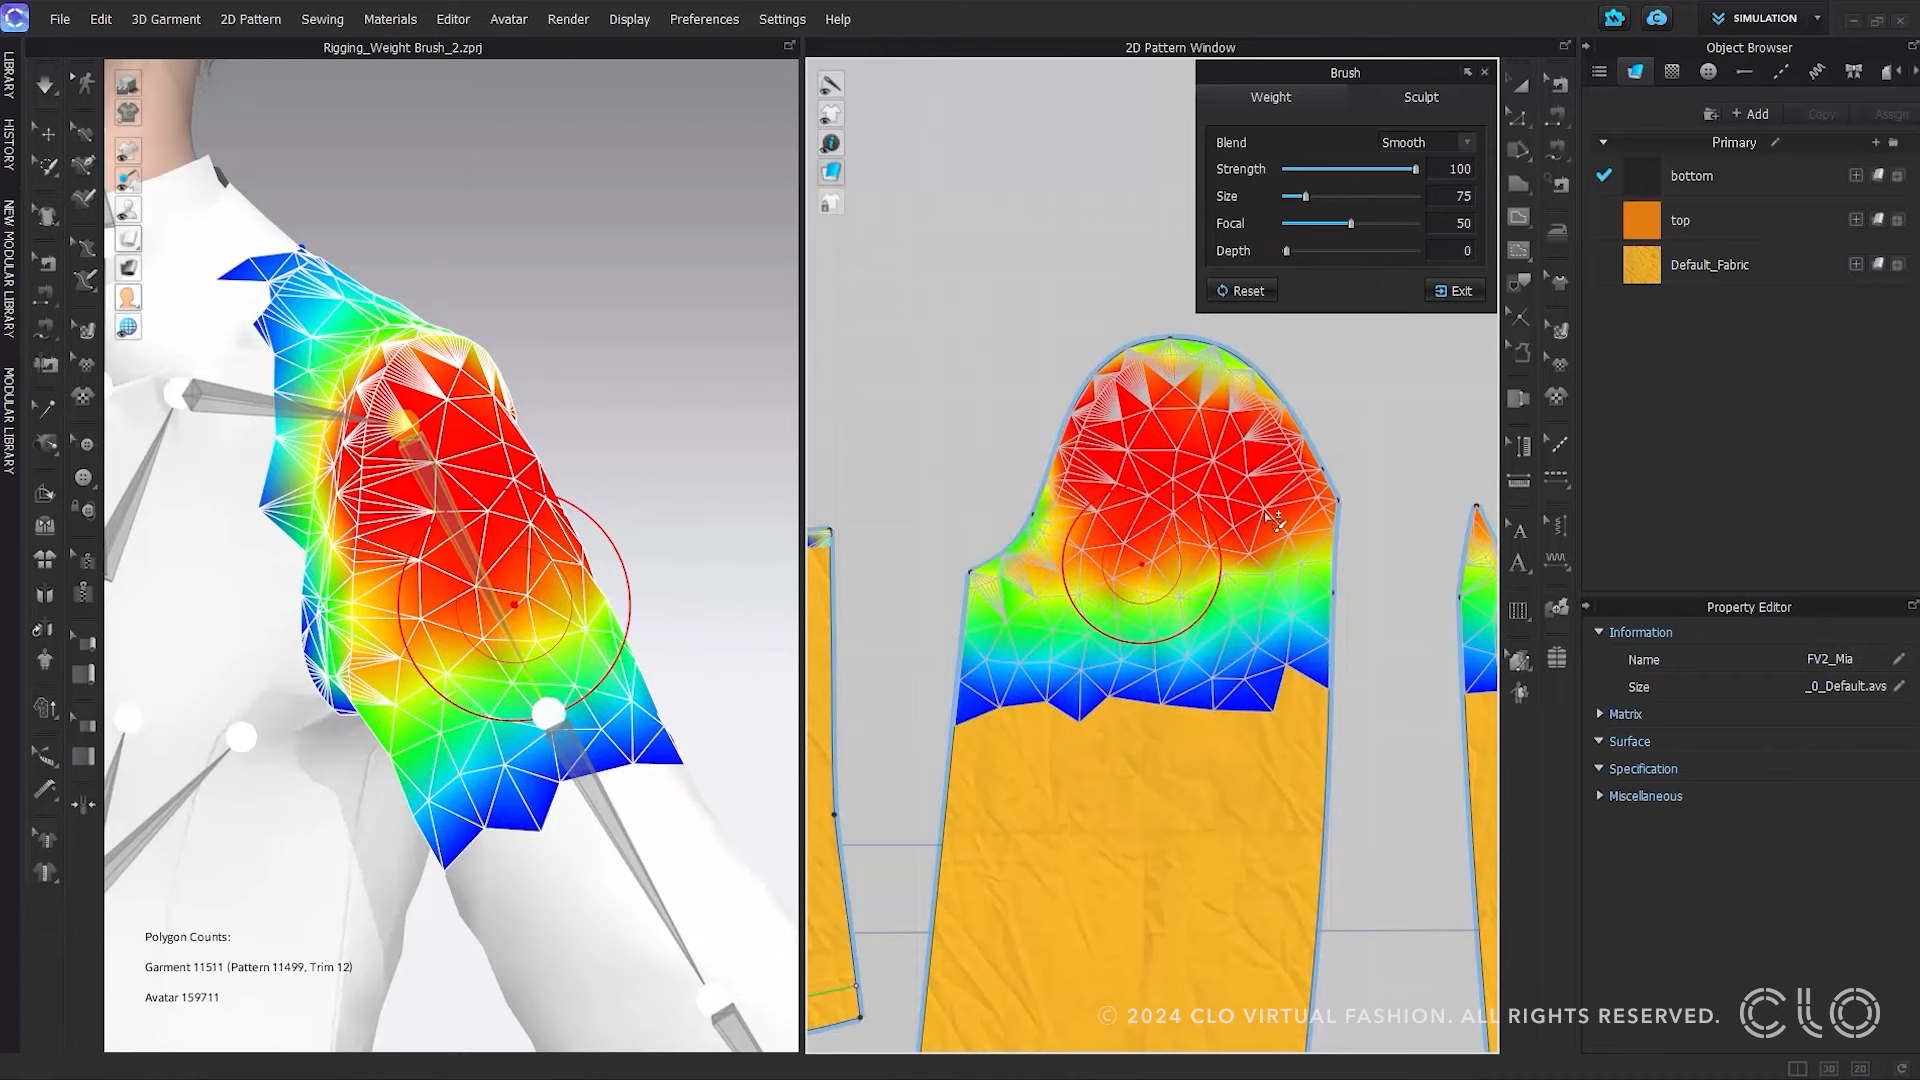 File Edit 3D Garment 2D Pattern Sewing Materials Editor Avatar Render Display Preferences Settings Help
SIMULATION
Rigging_Weight Brush_2.zprj
2D Pattern Window
Object Browser
LIBRARY
HISTORY
NEW MODULAR LIBRARY
MODULAR LIBRARY
Brush
Weight Sculpt
Blend Smooth
Strength 100
Size 75
Focal 50
Depth 0
Reset Exit
+ Add Copy Assign
Primary
bottom
top
Default_Fabric
Property Editor
Information
Name FV2_Mia
Size _0_Default.avs
Matrix
Surface
Specification
Miscellaneous
Polygon Counts:
Garment 11511 (Pattern 11499, Trim 12)
Avatar 159711
© 2024 CLO VIRTUAL FASHION. ALL RIGHTS RESERVED.
CLO
3D 2D